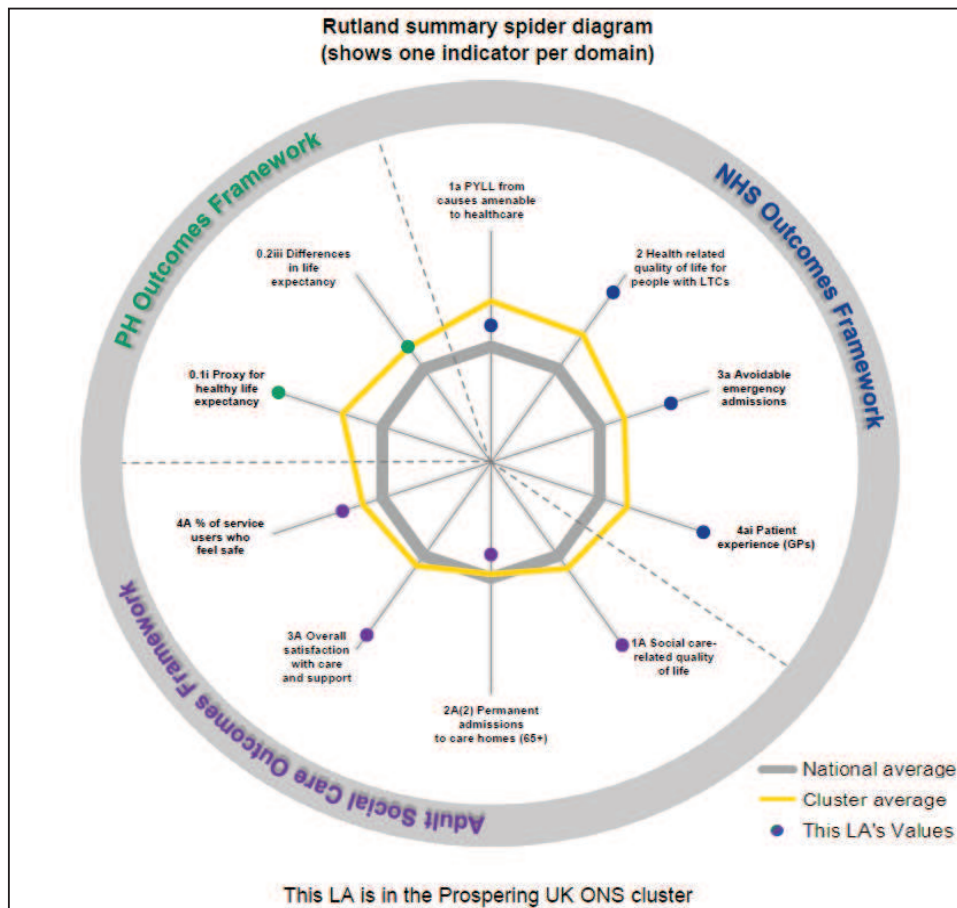 Rutland summary spider diagram
(shows one indicator per domain)
PH Outcomes Framework
NHS Outcomes Framework
Adult Social Care Outcomes Framework
1a PYLL from
causes amenable
to healthcare
0.2iii Differences
in life
expectancy
2 Health related
quality of life for
people with LTCs
0.1i Proxy for
healthy life
expectancy
3a Avoidable
emergency
admissions
4A % of service
users who
feel safe
4ai Patient
experience (GPs)
3A Overall
satisfaction
with care
and support
1A Social care-
related quality
of life
2A(2) Permanent
admissions
to care homes (65+)
National average
Cluster average
This LA's Values
This LA is in the Prospering UK ONS cluster